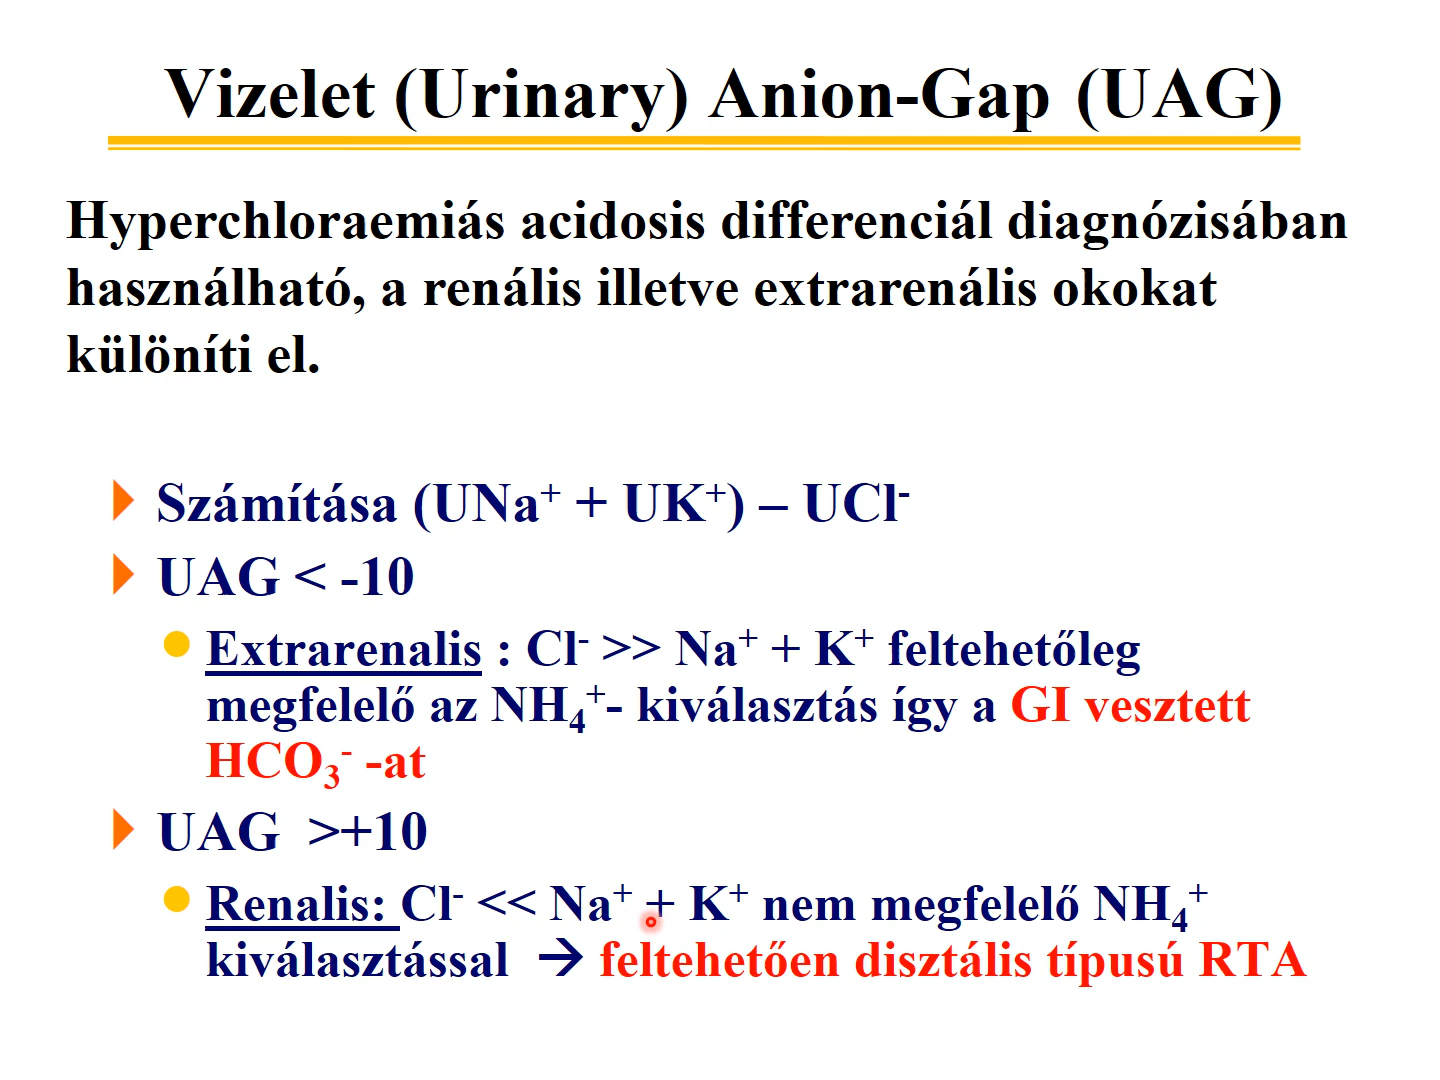 Vizelet (Urinary) Anion-Gap (UAG)
Hyperchloraemiás acidosis differenciál diagnózisában
használható, a renális illetve extrarenális okokat
különíti el.
Számítása (UNa⁺ + UK⁺) – UCl⁻
UAG < -10
Extrarenalis : Cl⁻ >> Na⁺ + K⁺ feltehetőleg
megfelelő az NH₄⁺- kiválasztás így a GI vesztett
HCO₃⁻ -at
UAG >+10
Renalis: Cl⁻ << Na⁺ + K⁺ nem megfelelő NH₄⁺
kiválasztással → feltehetően disztális típusú RTA